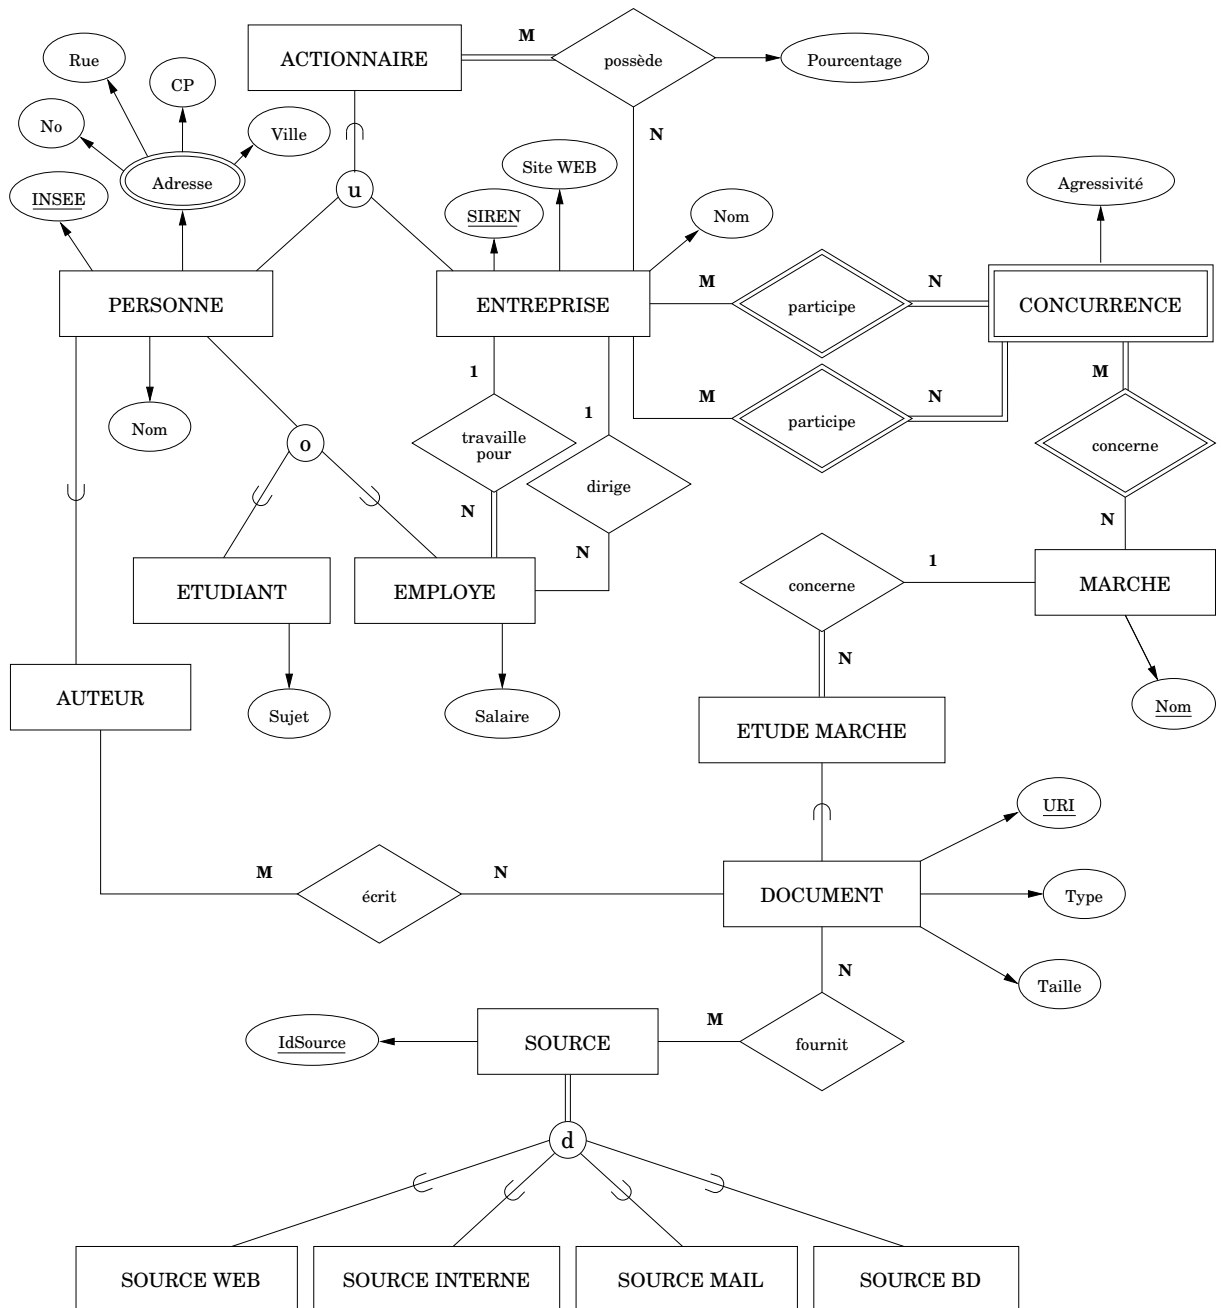 M
ACTIONNAIRE
possède
Pourcentage
Rue
CP
No
Ville
N
Adresse
Site WEB
Agressivité
INSEE
u
SIREN
Nom
PERSONNE
ENTREPRISE
M
participe
N
CONCURRENCE
1
M
M
participe
N
1
Nom
o
travaille
pour
concerne
dirige
N
N
N
1
ETUDIANT
EMPLOYE
concerne
MARCHE
N
AUTEUR
Sujet
Salaire
Nom
ETUDE MARCHE
URI
M
N
écrit
DOCUMENT
Type
N
Taille
M
IdSource
SOURCE
fournit
d
SOURCE WEB
SOURCE INTERNE
SOURCE MAIL
SOURCE BD